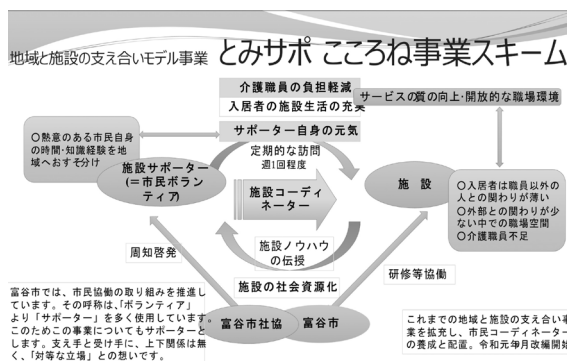 地域と施設の支え合いモデル事業 とみサポ こころね事業スキーム
介護職員の負担軽減
入居者の施設生活の充実
サービスの質の向上・開放的な職場環境
サポーター自身の元気
〇熱意のある市民自身
の時間・知識経験を地
域へおすそ分け
定期的な訪問
週1回程度
施設サポーター
(=市民ボラン
ティア)
施設コーディ
ネーター
施 設
〇入居者は職員以外の
人との関わりが薄い
〇外部との関わりが少
ない中での職場空間
〇介護職員不足
施設ノウハウ
の伝授
周知啓発
研修等協働
施設の社会資源化
富谷市社協
富谷市
富谷市では、市民協働の取り組みを推進し
ています。その呼称は、「ボランティア」
より「サポーター」を多く使用しています。
このためこの事業についてもサポーターと
します。支え手と受け手に、上下関係は無
く、「対等な立場」との想いです。
これまでの地域と施設の支え合い事
業を拡充し、市民コーディネーター
の養成と配置。令和元年月改編開始